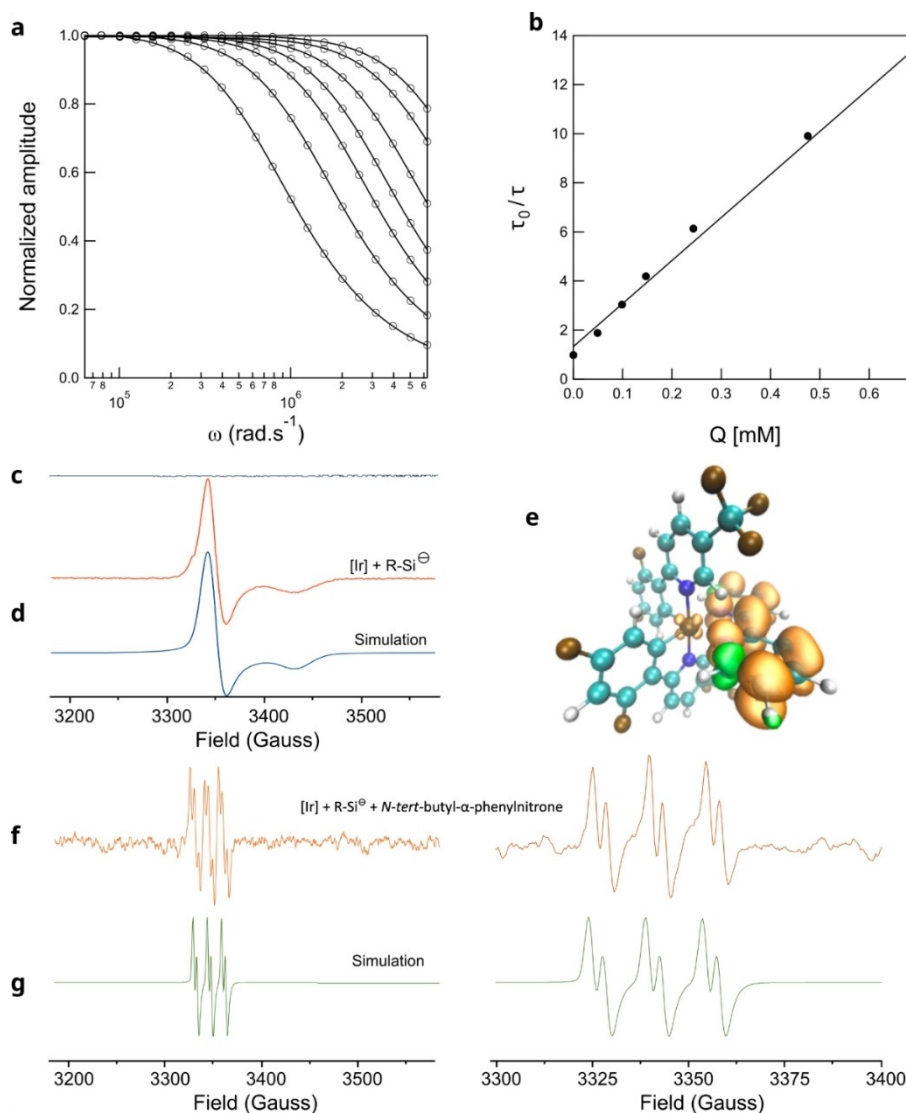 a
1.0
0.8
0.6
0.4
0.2
0.0
Normalized amplitude
7 8 2 3 4 5 6 7 8 2 3 4 5 6
10^5 10^6
ω (rad.s^-1)
b
14
12
10
8
6
4
2
0
τ0/τ
0.0 0.1 0.2 0.3 0.4 0.5 0.6
Q [mM]
c
[Ir] + R-Si⊖
d
Simulation
3200 3300 3400 3500
Field (Gauss)
e
f
[Ir] + R-Si⊖ + N-tert-butyl-α-phenylnitrone
g
Simulation
3200 3300 3400 3500
Field (Gauss)
3300 3325 3350 3375 3400
Field (Gauss)